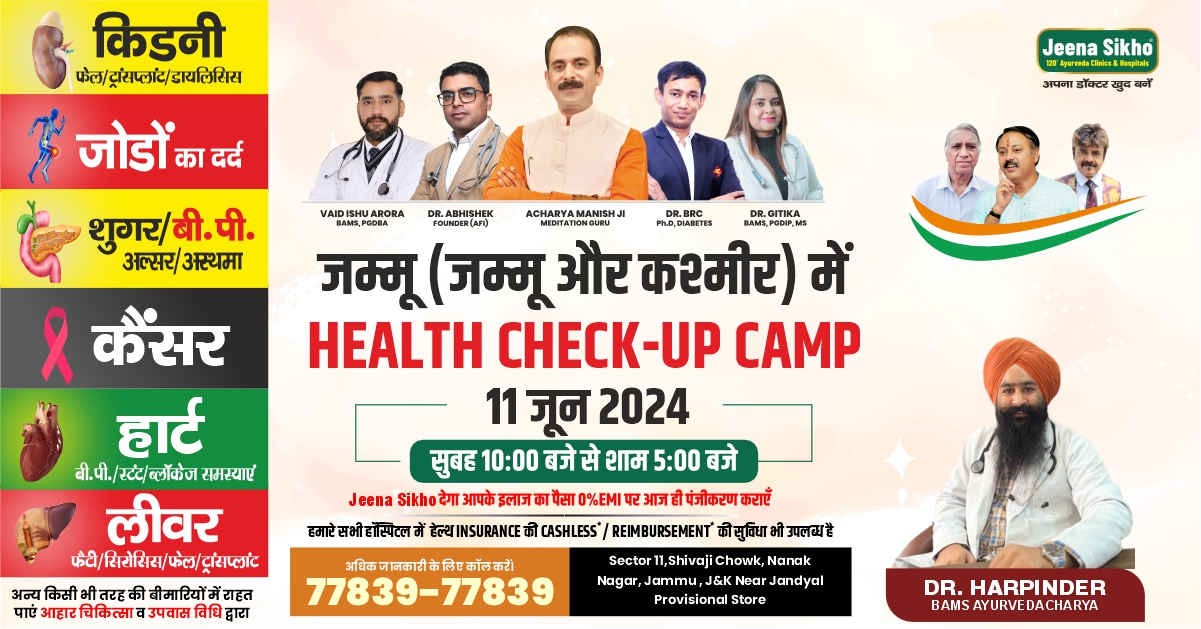 किडनी
फेल/ट्रांसप्लांट/डायलिसिस
जोडों का दर्द
शुगर/बी.पी.
अल्सर/अस्थमा
कैंसर
हार्ट
बी.पी./स्टंट/ब्लॉकेज समस्याएं
लीवर
फैटी/सिरोसिस/फेल/ट्रांसप्लांट
अन्य किसी भी तरह की बीमारियों में राहत
पाएं आहार चिकित्सा व उपवास विधि द्वारा
VAID ISHU ARORA
BAMS, PGDBA
DR. ABHISHEK
FOUNDER (AFI)
ACHARYA MANISH JI
MEDITATION GURU
DR. BRC
Ph.D, DIABETES
DR. GITIKA
BAMS, PGDIP, MS
जम्मू (जम्मू और कश्मीर) में
HEALTH CHECK-UP CAMP
11 जून 2024
सुबह 10:00 बजे से शाम 5:00 बजे
Jeena Sikho देगा आपके इलाज का पैसा 0%EMI पर आज ही पंजीकरण कराएँ
हमारे सभी हॉस्पिटल में हेल्थ INSURANCE की CASHLESS* / REIMBURSEMENT* की सुविधा भी उपलब्ध है
अधिक जानकारी के लिए कॉल करें।
77839-77839
Sector 11,Shivaji Chowk, Nanak
Nagar, Jammu , J&K Near Jandyal
Provisional Store
Jeena Sikho®
120+ Ayurveda Clinics & Hospitals
अपना डॉक्टर खुद बनें
DR. HARPINDER
BAMS AYURVEDACHARYA